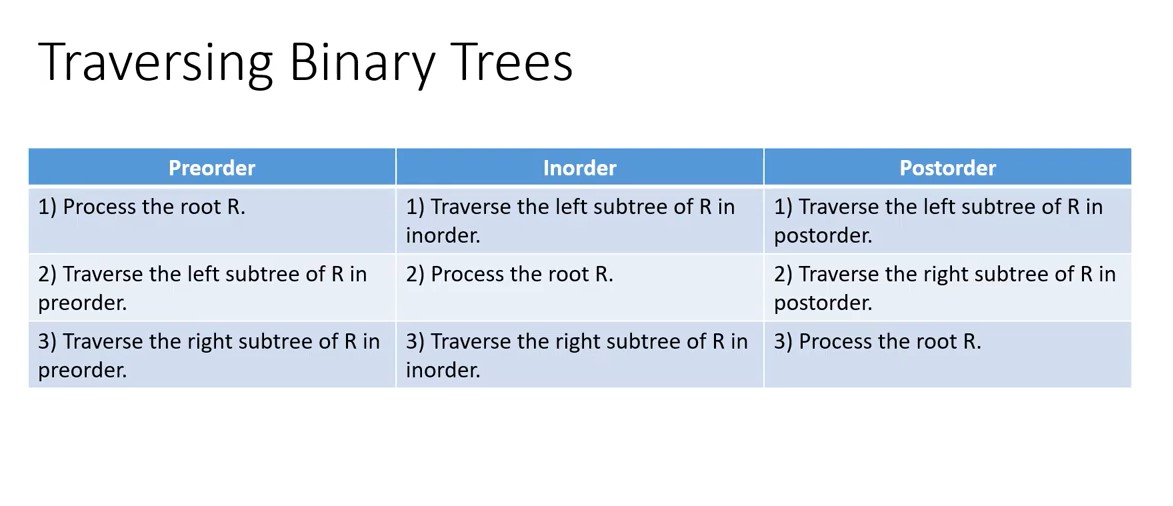 Traversing Binary Trees
Preorder
Inorder
Postorder
1) Process the root R.
1) Traverse the left subtree of R in
inorder.
1) Traverse the left subtree of R in
postorder.
2) Traverse the left subtree of R in
preorder.
2) Process the root R.
2) Traverse the right subtree of R in
postorder.
3) Traverse the right subtree of R in
preorder.
3) Traverse the right subtree of R in
inorder.
3) Process the root R.